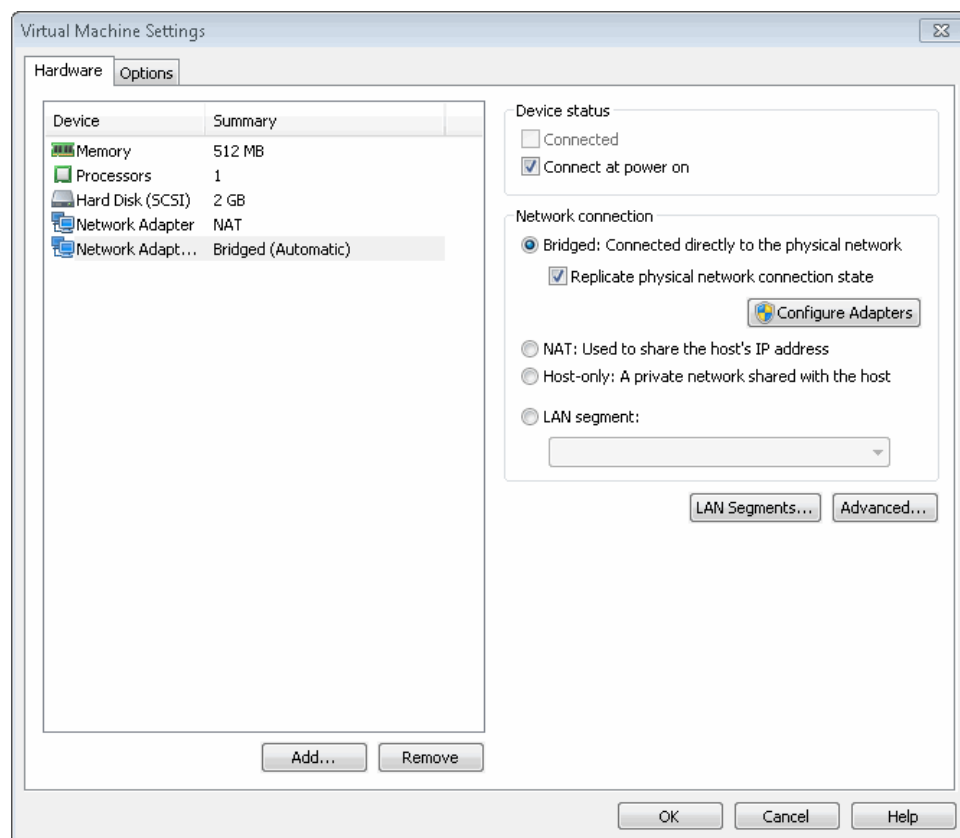 Virtual Machine Settings
Hardware Options
Device Summary
Memory 512 MB
Processors 1
Hard Disk (SCSI) 2 GB
Network Adapter NAT
Network Adapt... Bridged (Automatic)
Add... Remove
Device status
Connected
Connect at power on
Network connection
Bridged: Connected directly to the physical network
Replicate physical network connection state
Configure Adapters
NAT: Used to share the host's IP address
Host-only: A private network shared with the host
LAN segment:
LAN Segments... Advanced...
OK Cancel Help